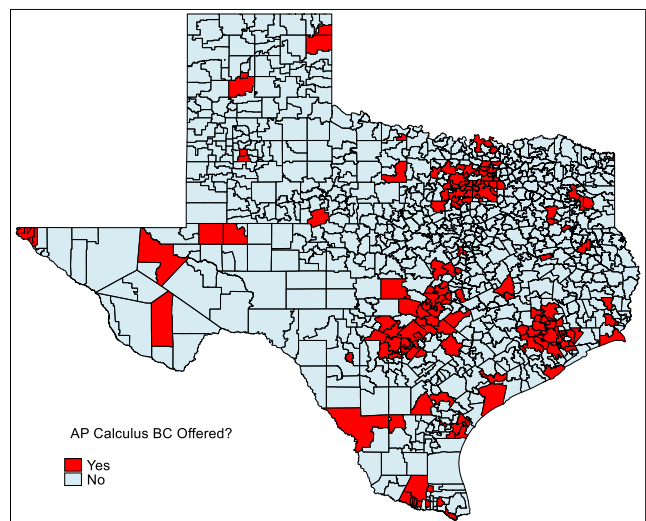 AP Calculus BC Offered?
Yes
No